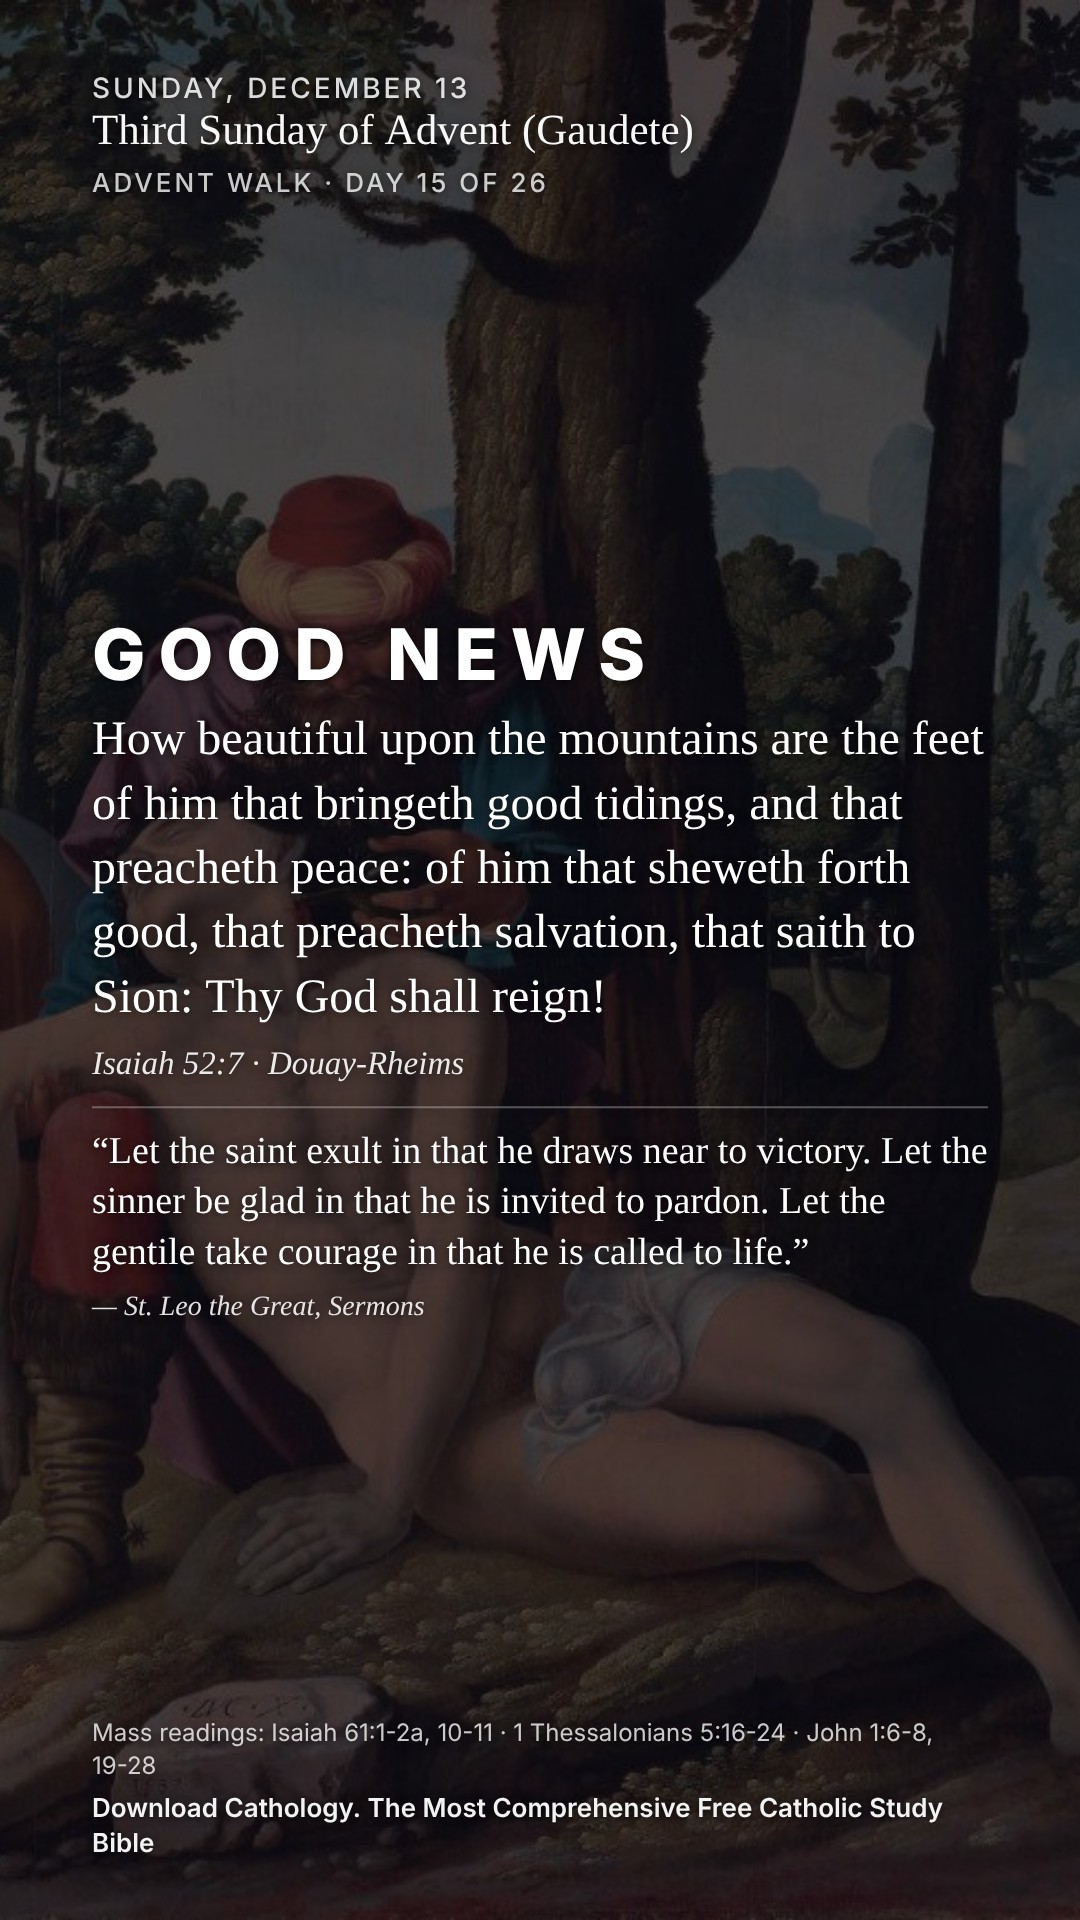 SUNDAY, DECEMBER 13
Third Sunday of Advent (Gaudete)
ADVENT WALK · DAY 15 OF 26
GOOD NEWS
How beautiful upon the mountains are the feet
of him that bringeth good tidings, and that
preacheth peace: of him that sheweth forth
good, that preacheth salvation, that saith to
Sion: Thy God shall reign!
Isaiah 52:7 · Douay-Rheims
“Let the saint exult in that he draws near to victory. Let the
sinner be glad in that he is invited to pardon. Let the
gentile take courage in that he is called to life.”
— St. Leo the Great, Sermons
Mass readings: Isaiah 61:1-2a, 10-11 · 1 Thessalonians 5:16-24 · John 1:6-8,
19-28
Download Cathology. The Most Comprehensive Free Catholic Study
Bible